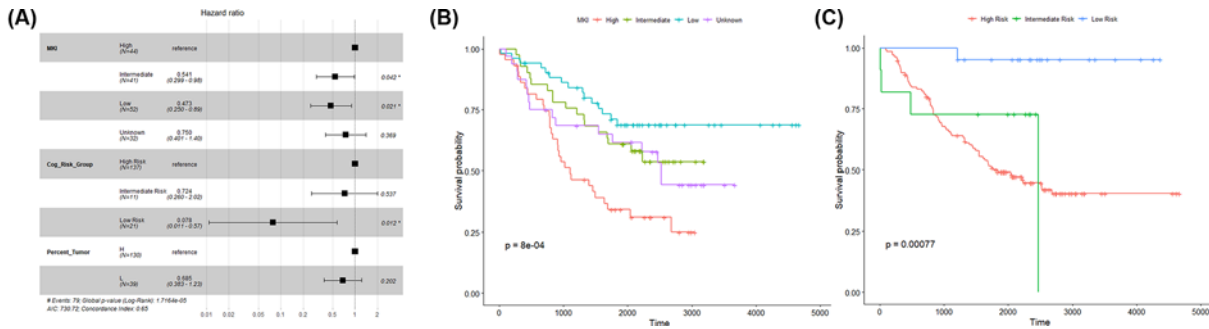 (A)
Hazard ratio
MKI
High
(N=44)
reference
Intermediate
(N=41)
0.541
(0.299 - 0.98)
0.042 *
Low
(N=52)
0.473
(0.250 - 0.89)
0.021 *
Unknown
(N=32)
0.750
(0.401 - 1.40)
0.369
Cog_Risk_Group
High Risk
(N=137)
reference
Intermediate Risk
(N=11)
0.724
(0.260 - 2.02)
0.537
Low Risk
(N=21)
0.078
(0.011 - 0.57)
0.012 *
Percent_Tumor
H
(N=130)
reference
L
(N=39)
0.685
(0.383 - 1.23)
0.202
# Events: 79; Global p-value (Log-Rank): 1.7164e-05
AIC: 730.72; Concordance Index: 0.65
0.01 0.02 0.05 0.1 0.2 0.5 1 2
(B)
MKI High Intermediate Low Unknown
Survival probability
1.00
0.75
0.50
0.25
0.00
p = 8e-04
0 1000 2000 3000 4000 5000
Time
(C)
High Risk Intermediate Risk Low Risk
Survival probability
1.00
0.75
0.50
0.25
0.00
p = 0.00077
0 1000 2000 3000 4000 5000
Time